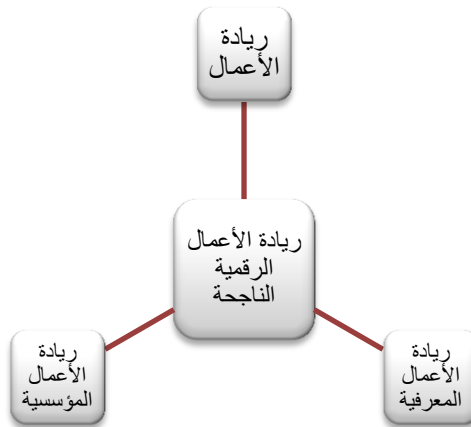 ريادة
الأعمال
ريادة الأعمال
الرقمية
الناجحة
ريادة
الأعمال
المعرفية
ريادة
الأعمال
المؤسسية